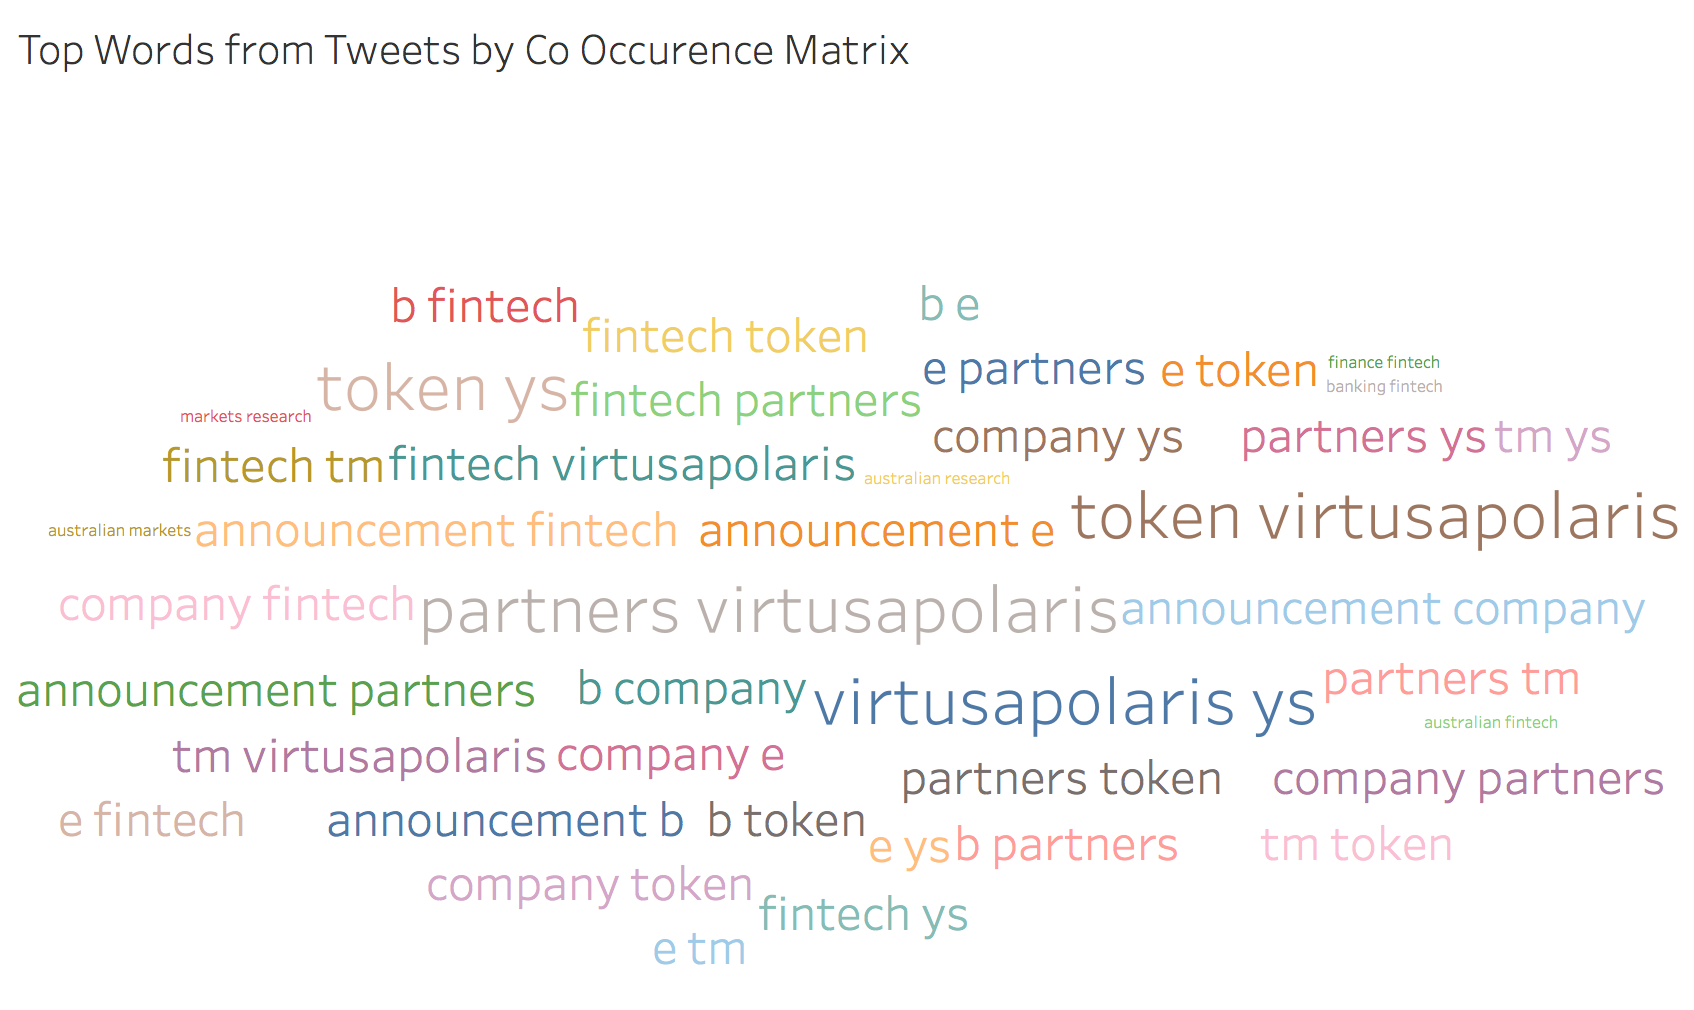 Top Words from Tweets by Co Occurence Matrix
b fintech
b e
fintech token
e partners
e token
finance fintech
banking fintech
token ys
fintech partners
markets research
company ys
partners ys
tm ys
fintech tm
fintech virtusapolaris
australian research
token virtusapolaris
australian markets
announcement fintech
announcement e
company fintech
partners virtusapolaris
announcement company
announcement partners
b company
virtusapolaris ys
partners tm
australian fintech
tm virtusapolaris
company e
partners token
company partners
e fintech
announcement b
b token
e ys
b partners
tm token
company token
fintech ys
e tm